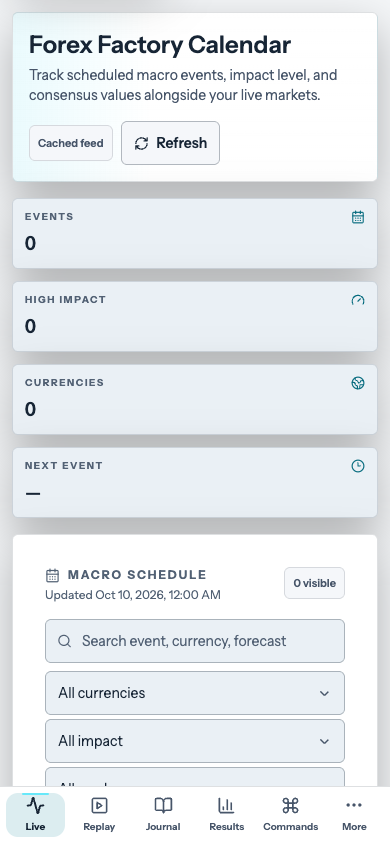 Forex Factory Calendar
Track scheduled macro events, impact level, and
consensus values alongside your live markets.
Cached feed
Refresh
EVENTS
0
HIGH IMPACT
0
CURRENCIES
0
NEXT EVENT
—
MACRO SCHEDULE
0 visible
Updated Oct 10, 2026, 12:00 AM
Search event, currency, forecast
All currencies
All impact
Live
Replay
Journal
Results
Commands
More